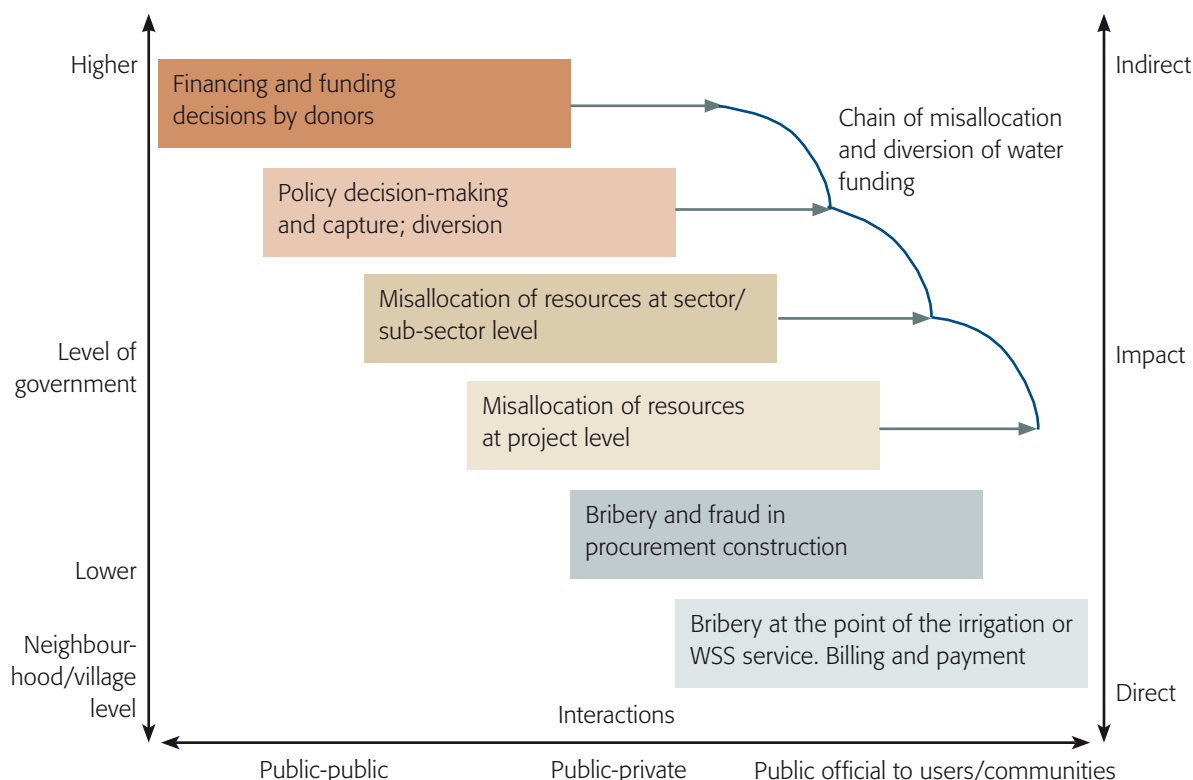 Higher
Indirect
Financing and funding
decisions by donors
Chain of misallocation
and diversion of water
funding
Policy decision-making
and capture; diversion
Misallocation of resources at sector/
sub-sector level
Level of
government
Impact
Misallocation of resources
at project level
Bribery and fraud in
procurement construction
Lower
Bribery at the point of the irrigation or
WSS service. Billing and payment
Neighbour-
hood/village
level
Direct
Interactions
Public-public
Public-private
Public official to users/communities